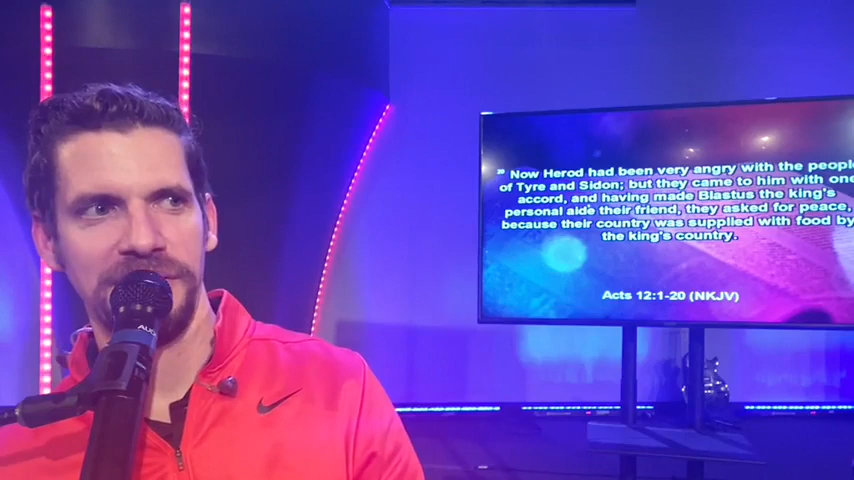 20 Now Herod had been very angry with the people
of Tyre and Sidon; but they came to him with one
accord, and having made Blastus the king's
personal aide their friend, they asked for peace,
because their country was supplied with food by
the king's country.
Acts 12:1-20 (NKJV)
AUD